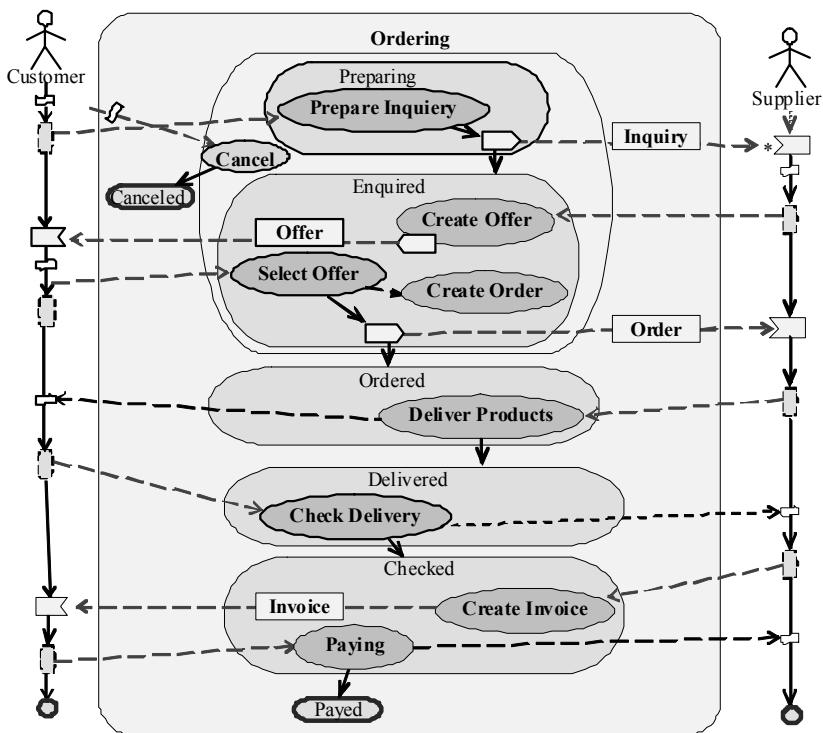 Ordering
Customer
Preparing
Supplier
Prepare Inquiery
Inquiry
*
Cancel
Canceled
Enquired
Create Offer
Offer
Select Offer
Create Order
Order
Ordered
Deliver Products
Delivered
Check Delivery
Checked
Invoice
Create Invoice
Paying
Payed